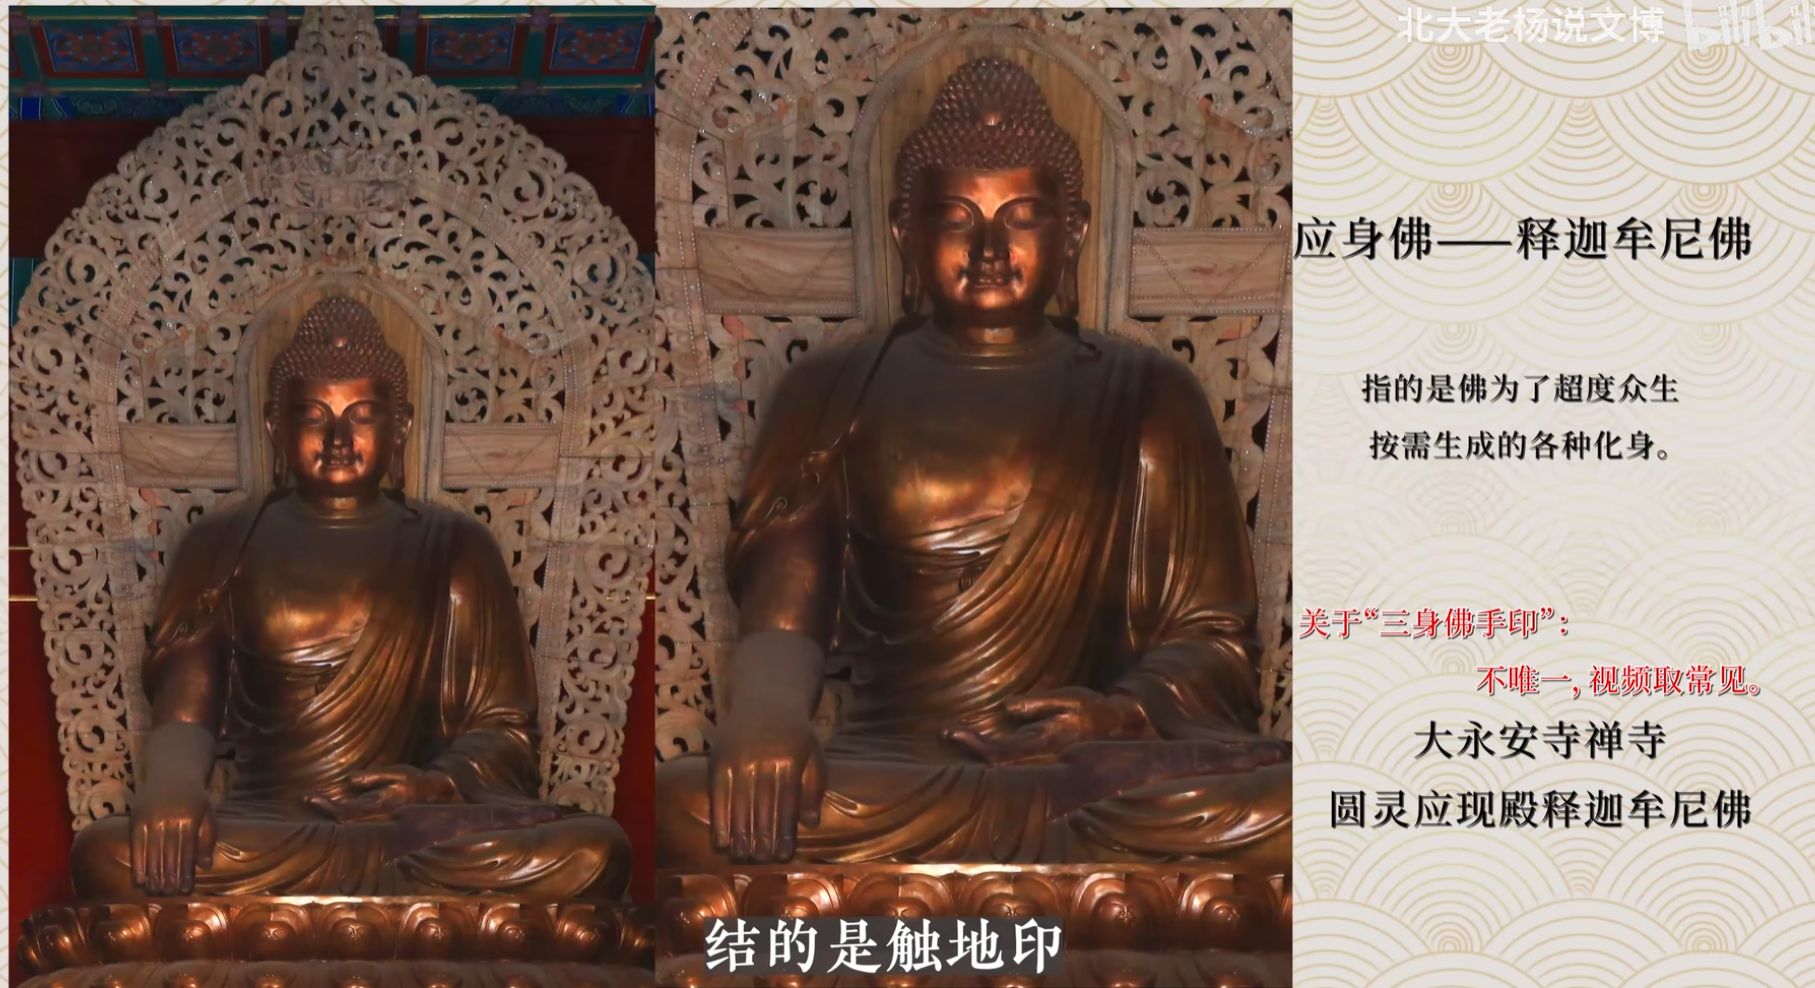 北大老杨说文博 bilibili
应身佛——释迦牟尼佛
指的是佛为了超度众生
按需生成的各种化身。
关于“三身佛手印”：
不唯一，视频取常见。
大永安寺禅寺
圆灵应现殿释迦牟尼佛
结的是触地印